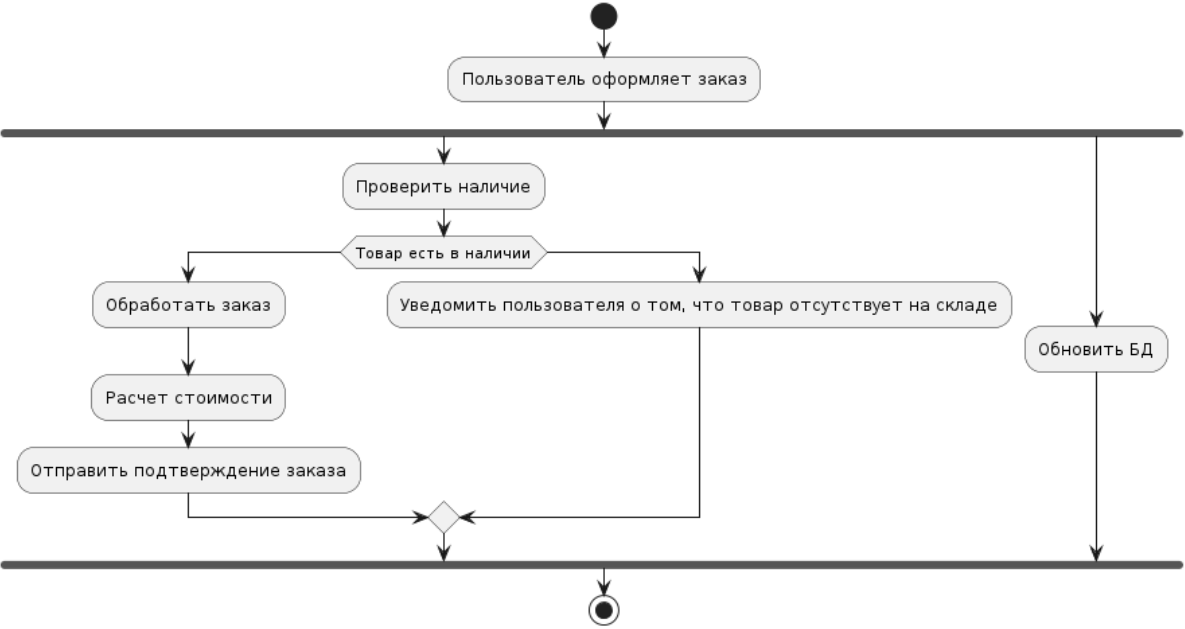 Пользователь оформляет заказ
Проверить наличие
Товар есть в наличии
Обработать заказ
Уведомить пользователя о том, что товар отсутствует на складе
Обновить БД
Расчет стоимости
Отправить подтверждение заказа